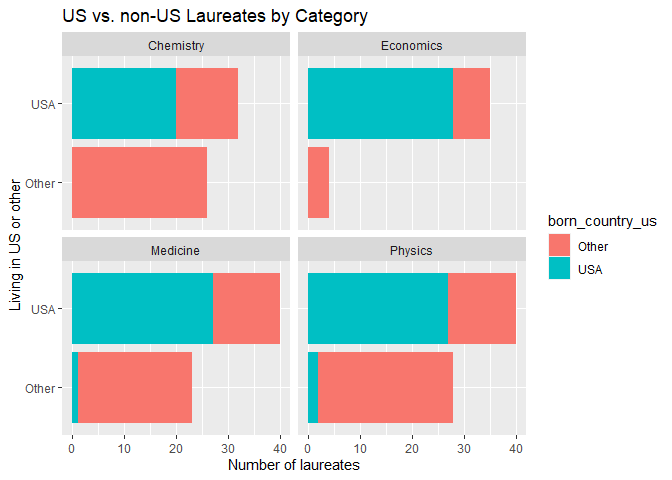 US vs. non-US Laureates by Category
Chemistry
Economics
USA
Other
Medicine
Physics
USA
Other
Living in US or other
0 10 20 30 40
0 10 20 30 40
Number of laureates
born_country_us
Other
USA